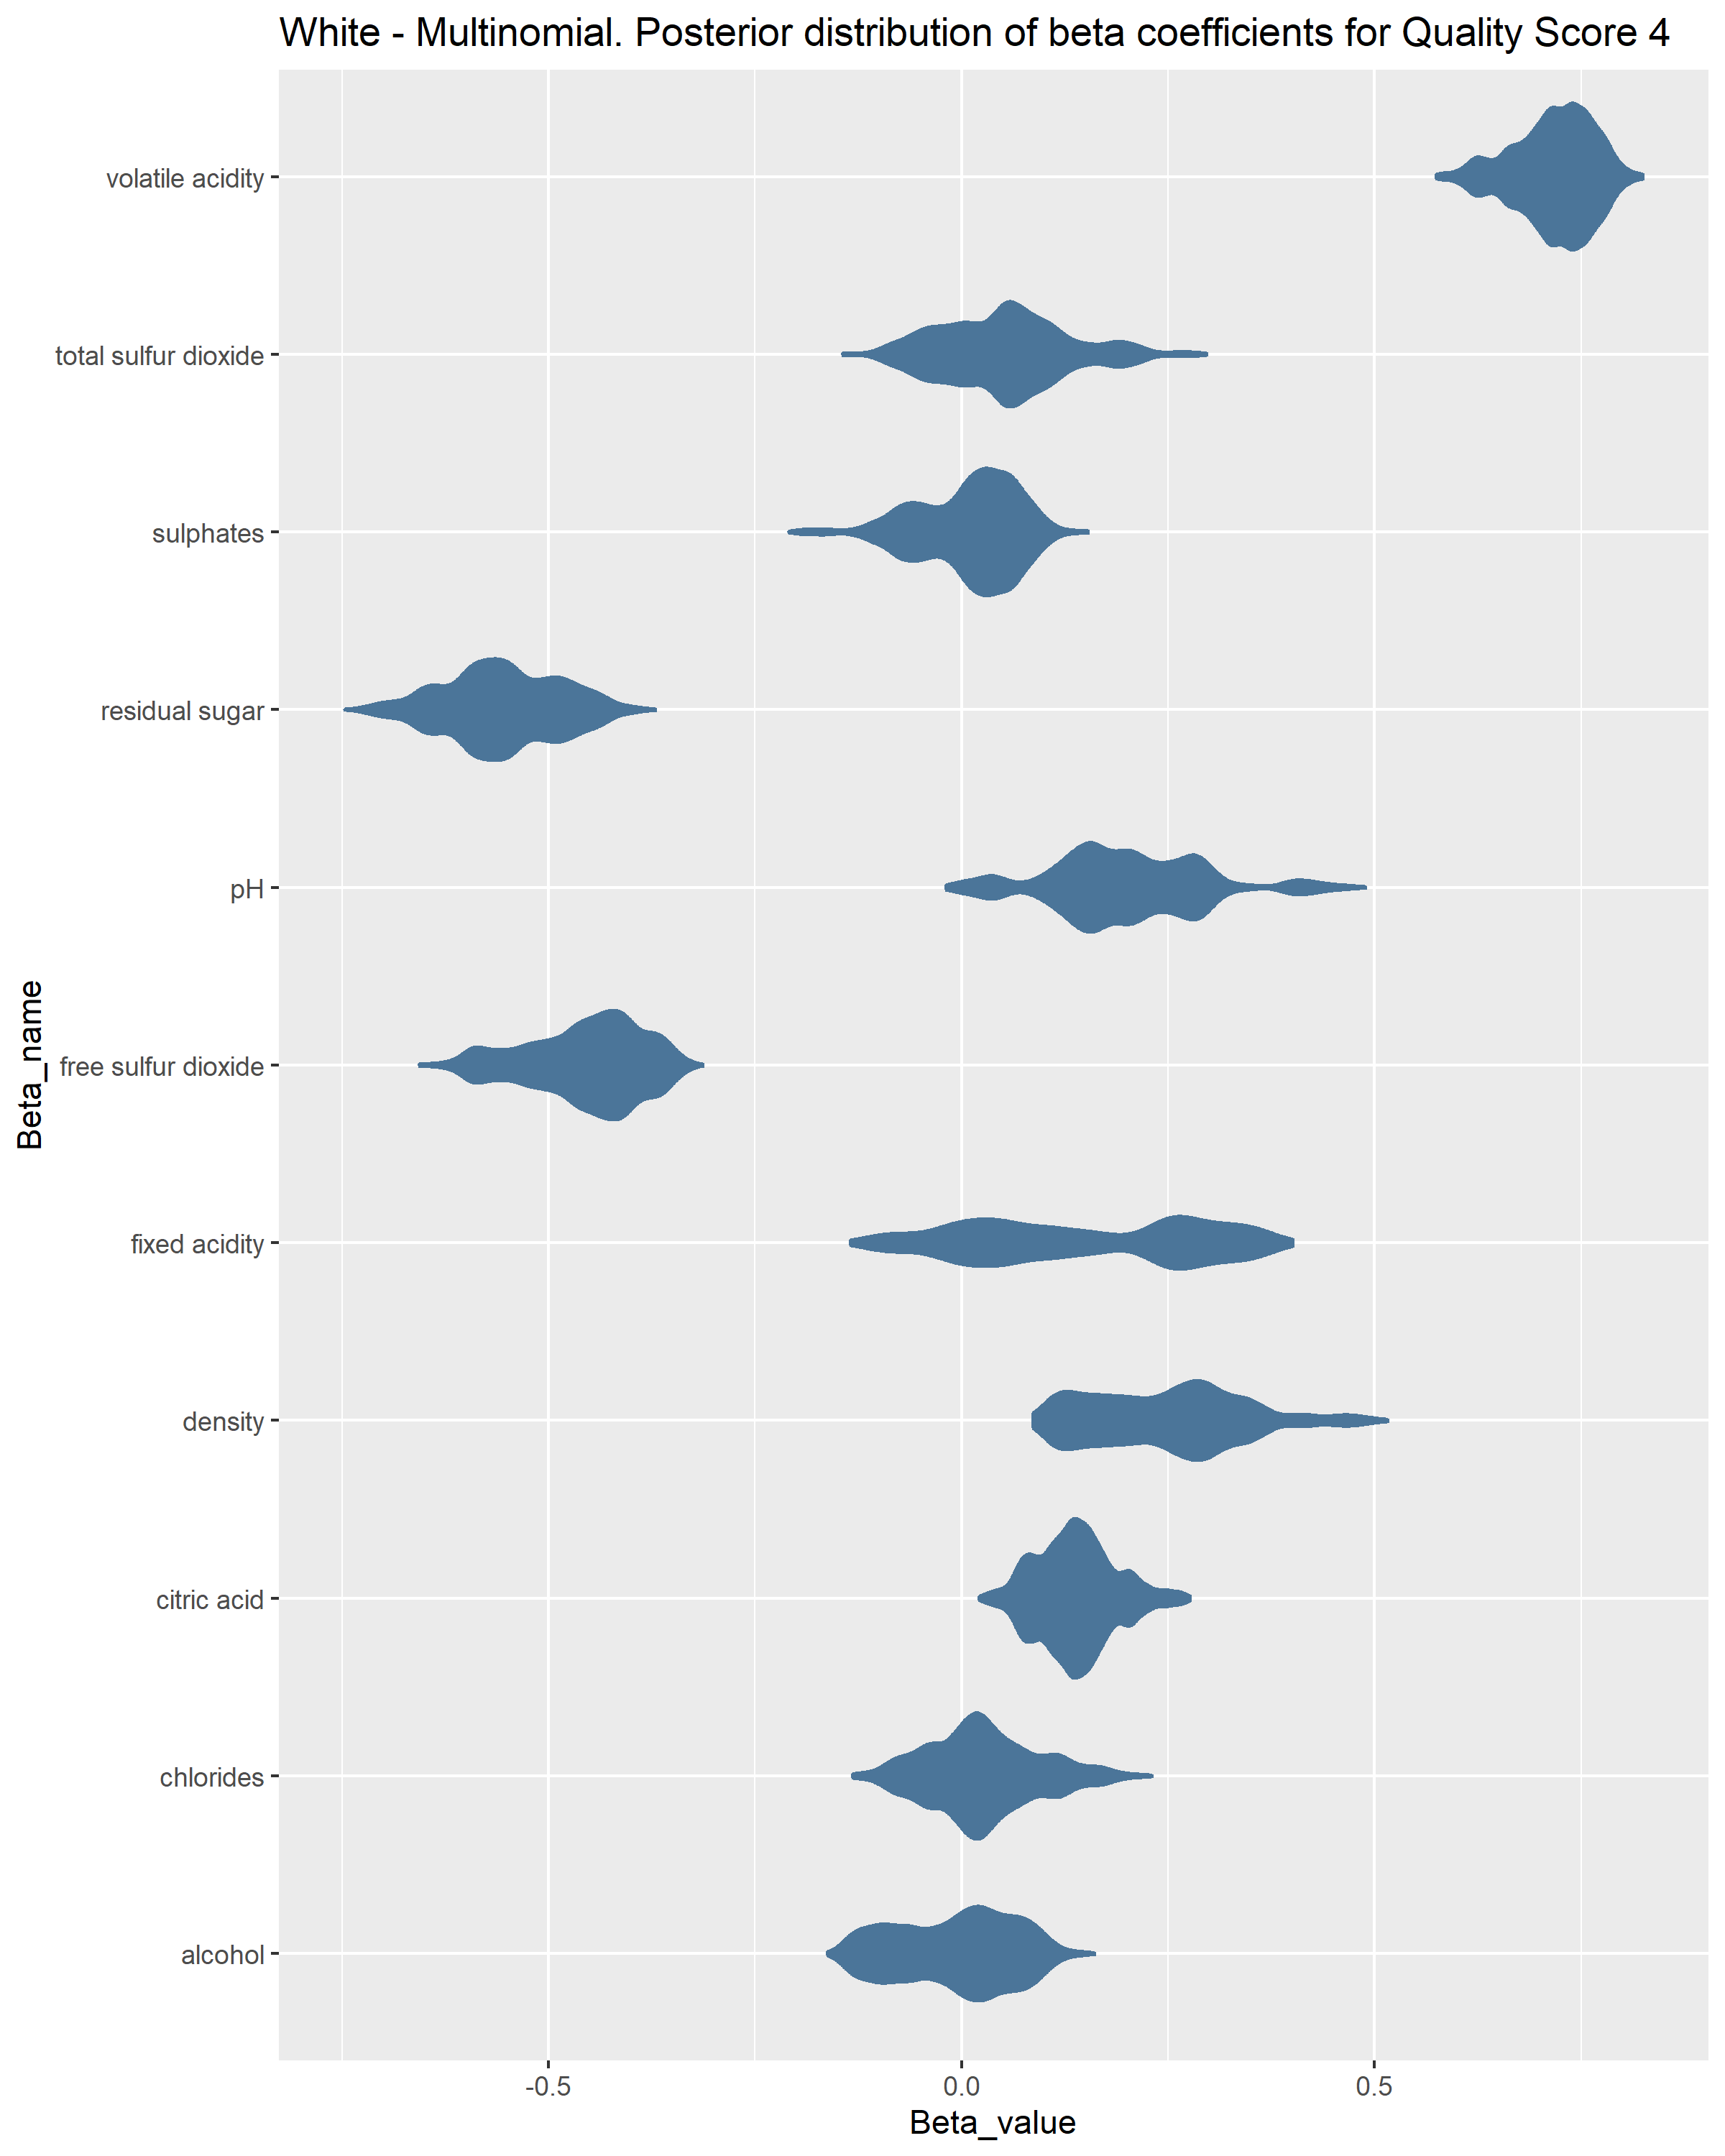 White - Multinomial. Posterior distribution of beta coefficients for Quality Score 4
volatile acidity
total sulfur dioxide
sulphates
residual sugar
pH
free sulfur dioxide
fixed acidity
density
citric acid
chlorides
alcohol
Beta_name
-0.5
0.0
0.5
Beta_value